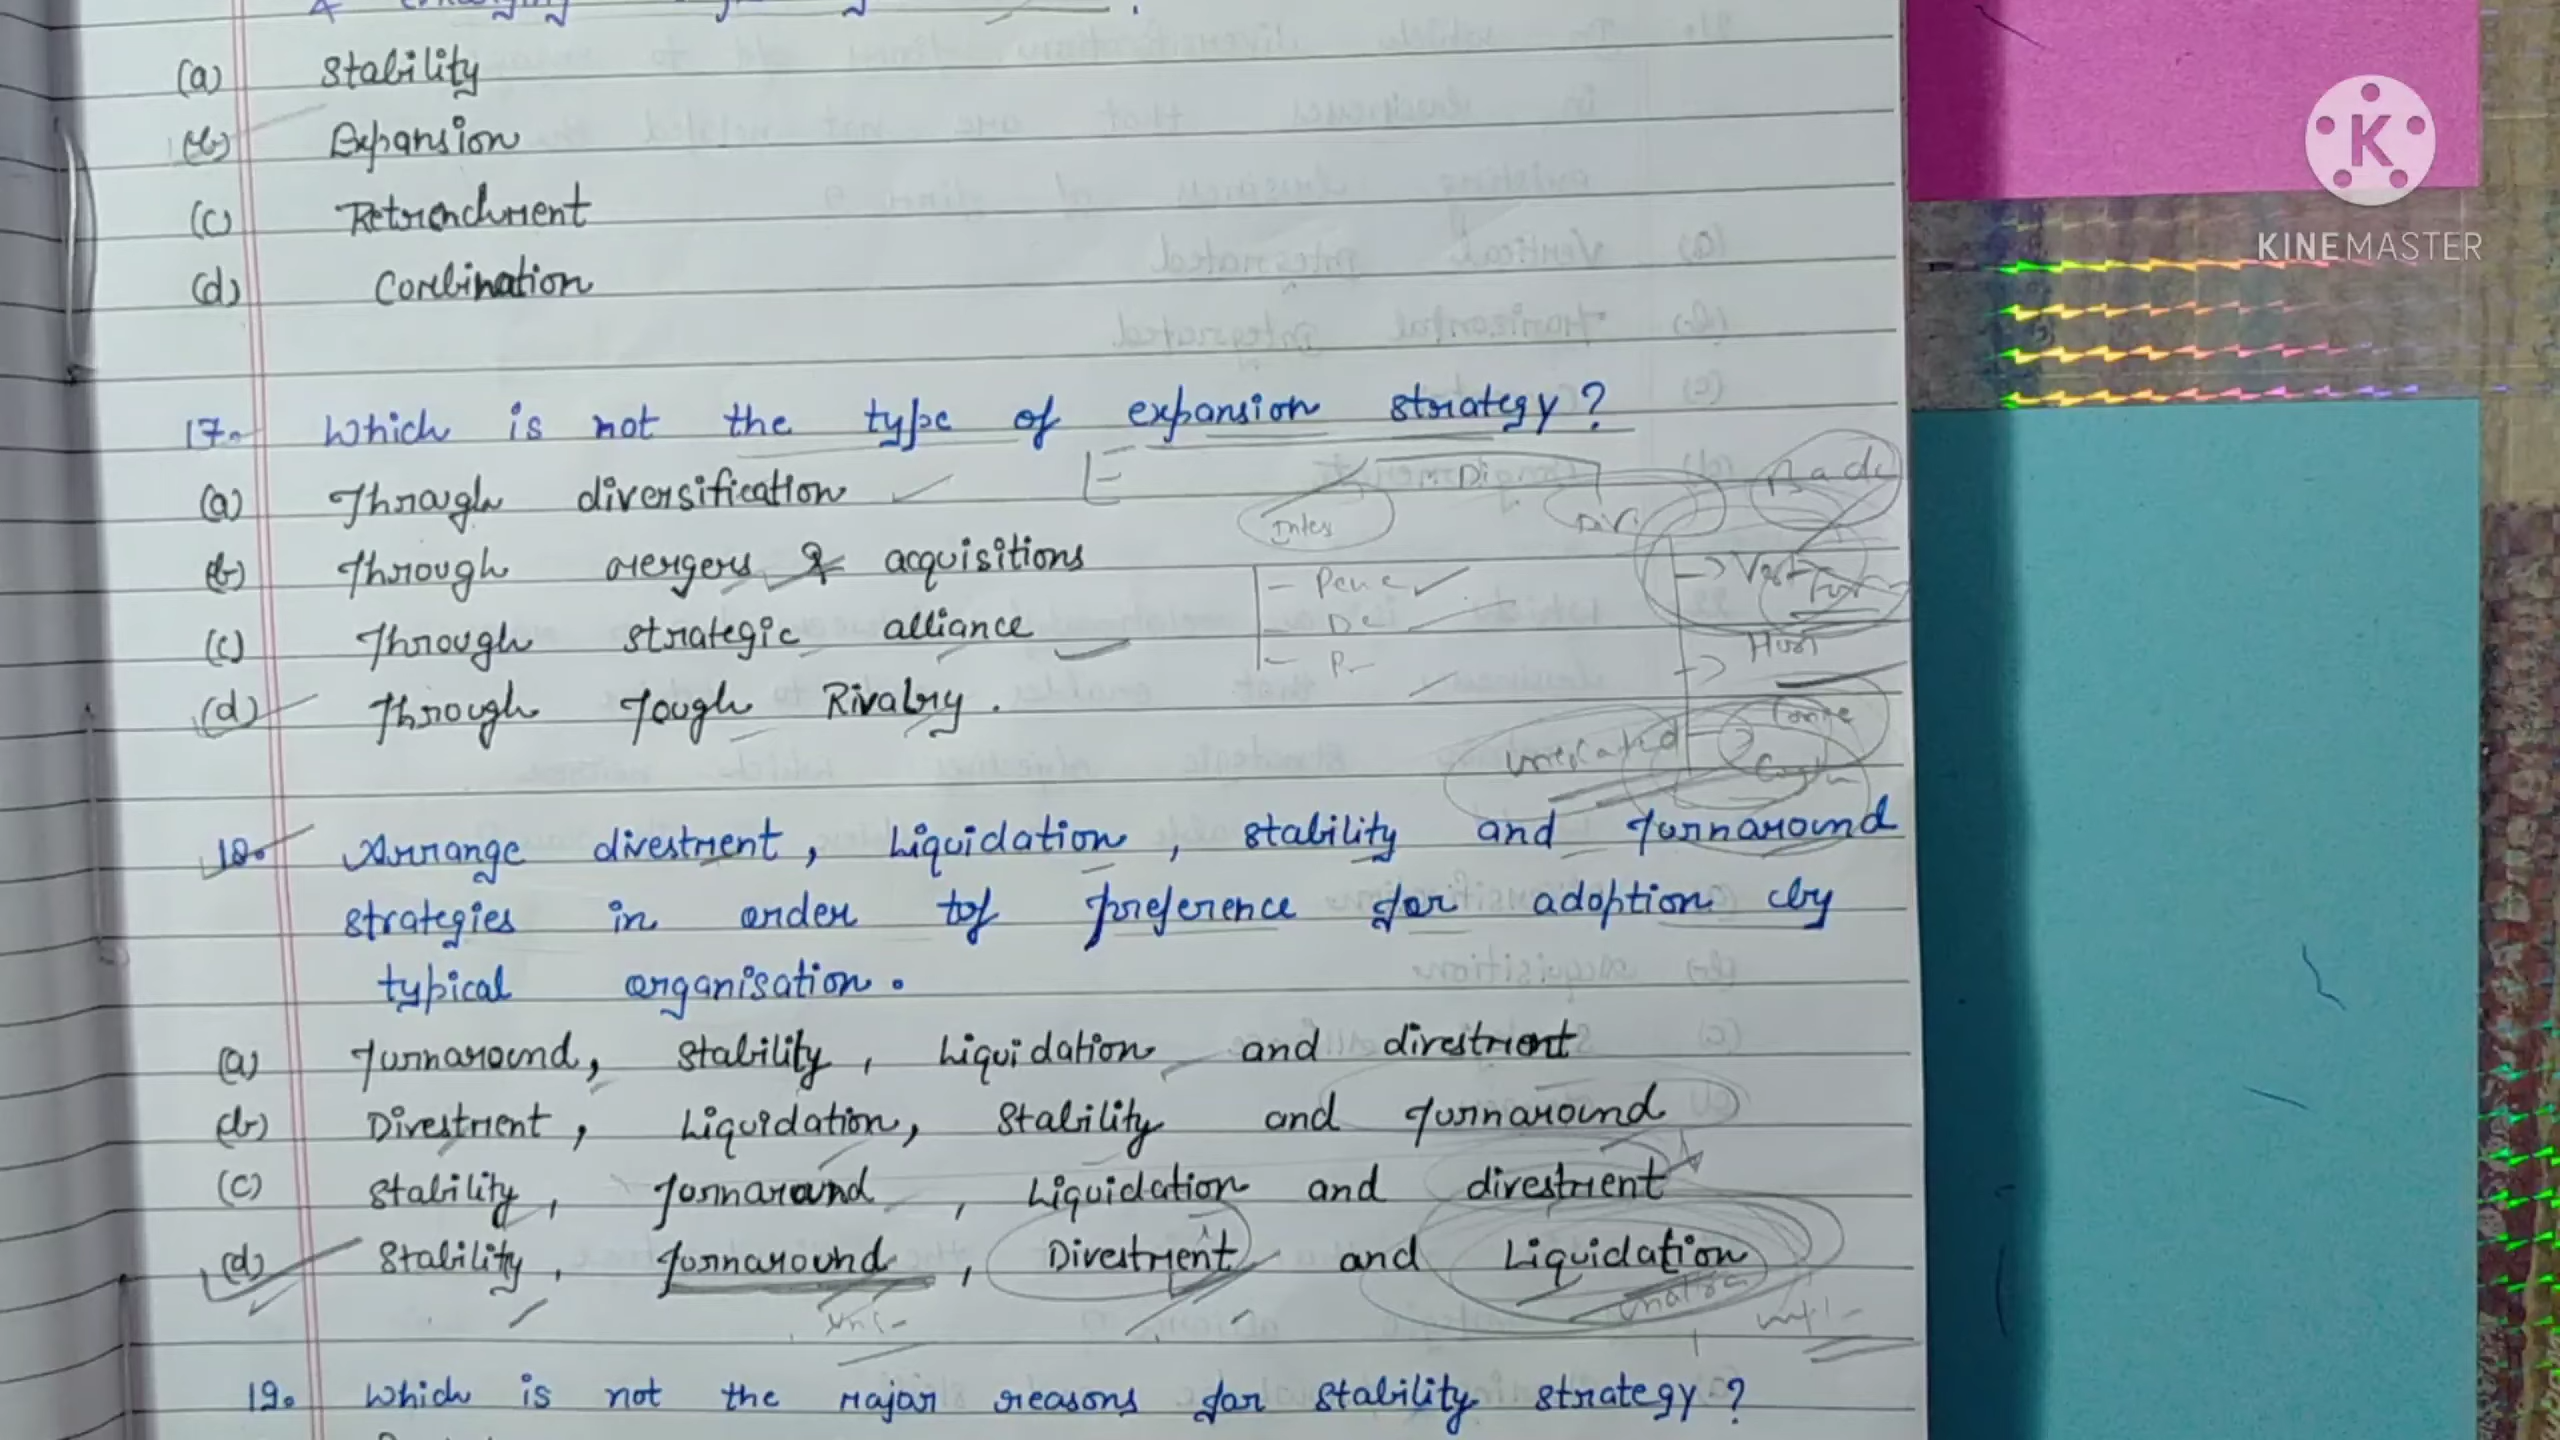 (a) Stability
(b) Expansion
(c) Retrenchment
(d) Combination
KINEMASTER
17. Which is not the type of expansion strategy?
(a) Through diversification
(b) Through mergers & acquisitions
(c) Through strategic alliance
(d) Through Tough Rivalry.
18. Arrange divestment, Liquidation, stability and Turnaround
strategies in order of preference for adoption by
typical organisation.
(a) Turnaround, Stability, Liquidation and divestment
(b) Divestment, Liquidation, Stability and Turnaround
(c) Stability, Turnaround, Liquidation and divestment
(d) Stability, Turnaround, Divestment and Liquidation
19. Which is not the major reasons for stability strategy?